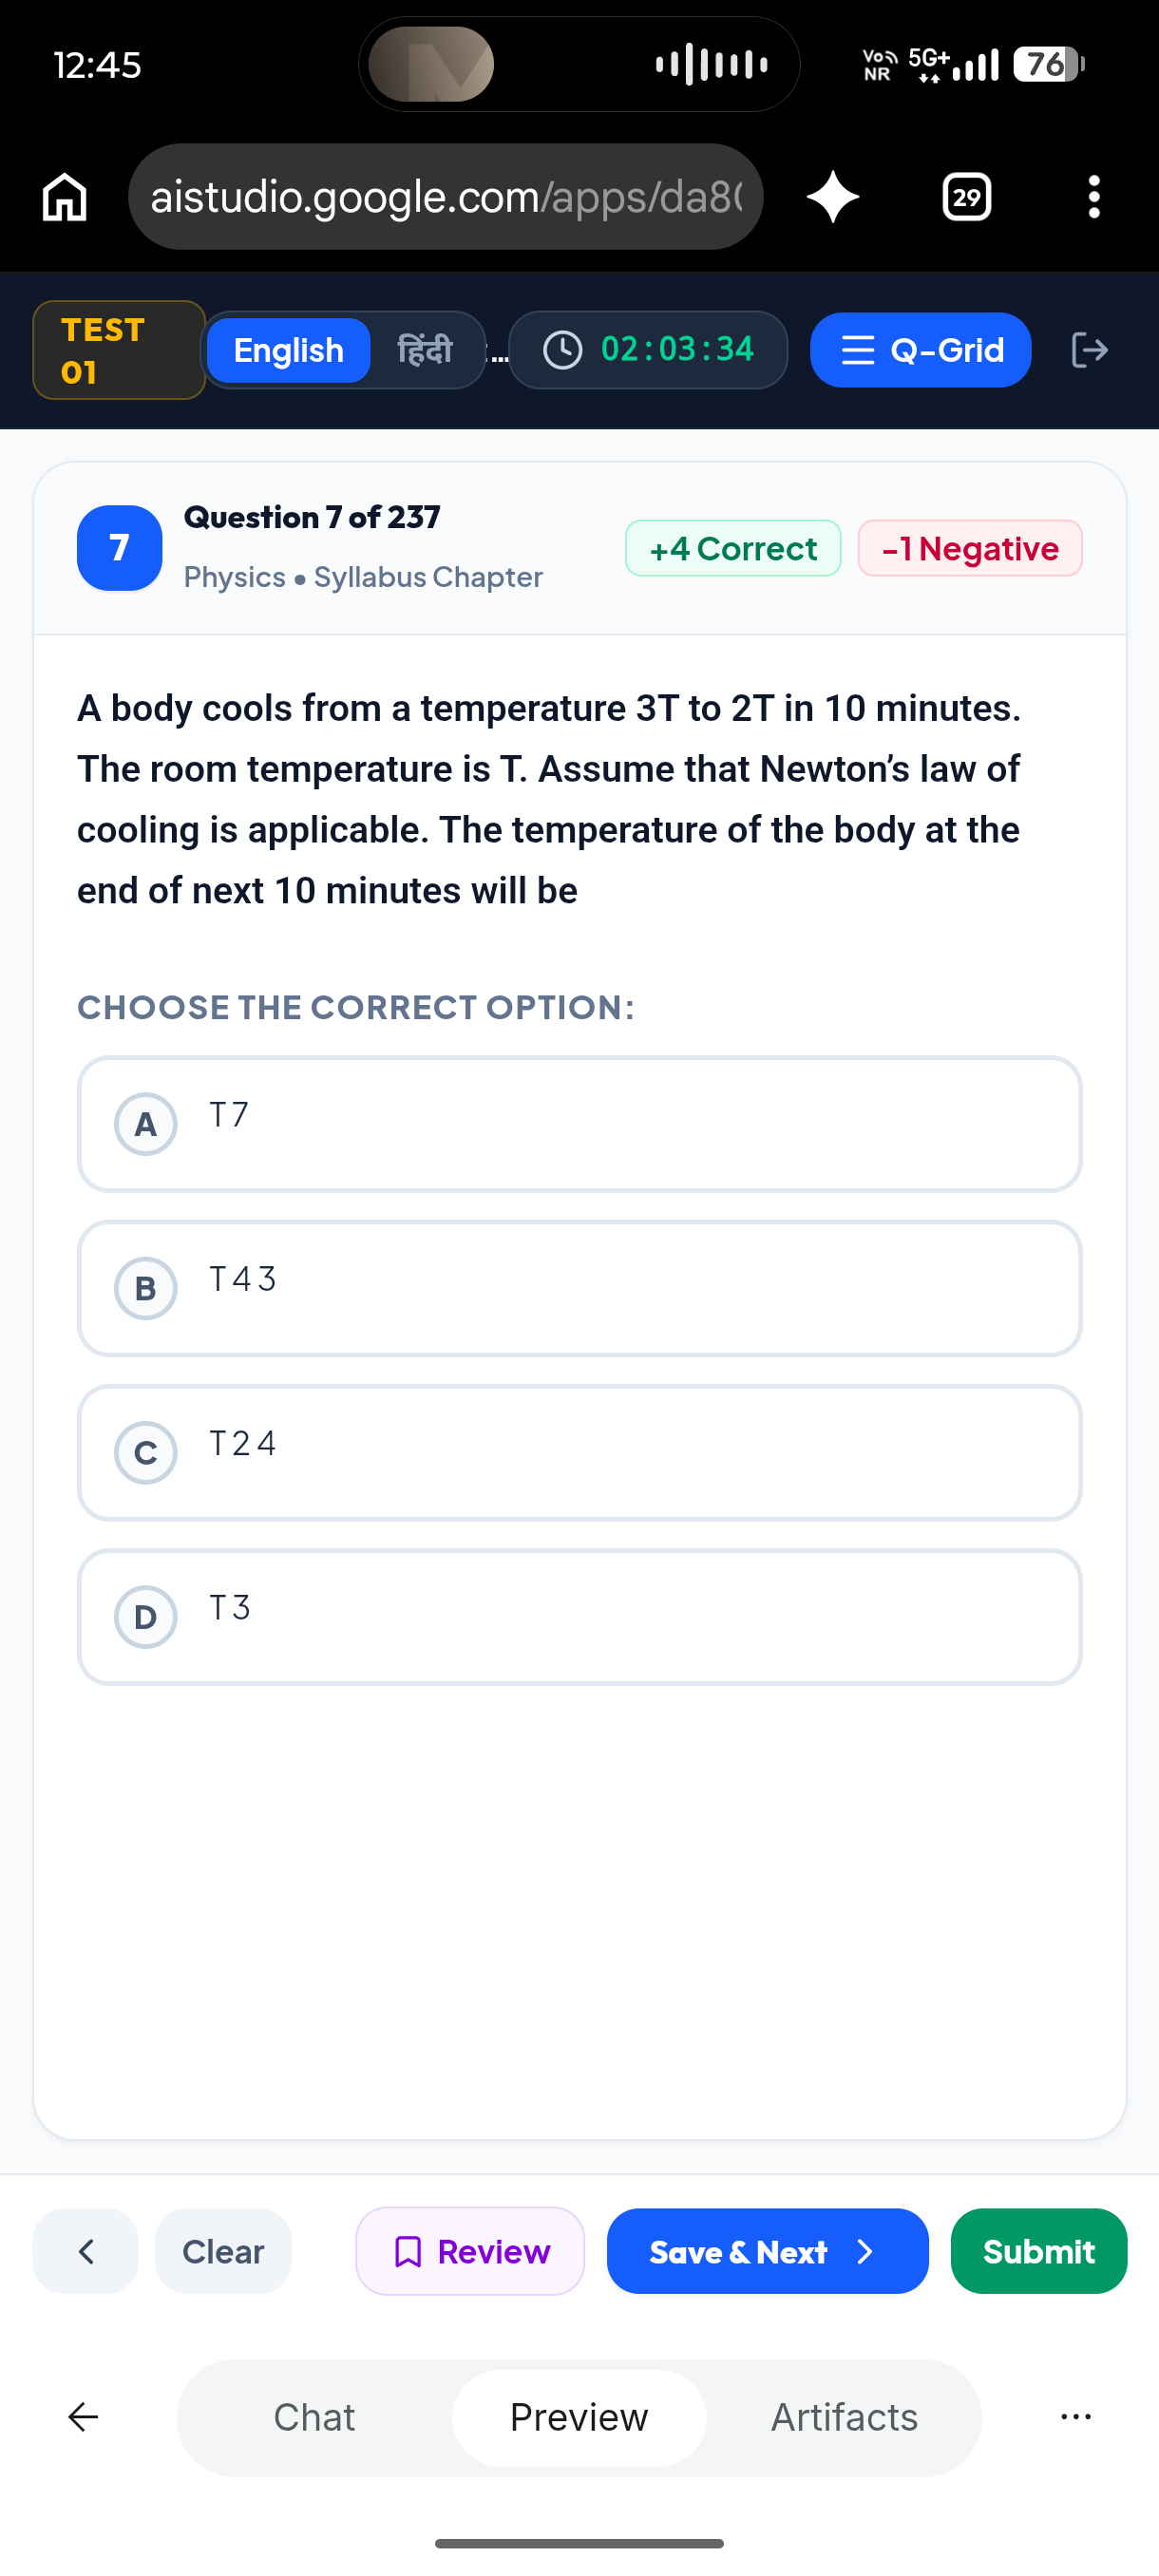 12:45
Vo NR 5G+ 76
aistudio.google.com/apps/da8
29
TEST 01
English हिंदी ... 02:03:34 Q-Grid
7 Question 7 of 237
Physics • Syllabus Chapter
+4 Correct -1 Negative
A body cools from a temperature 3T to 2T in 10 minutes.
The room temperature is T. Assume that Newton’s law of
cooling is applicable. The temperature of the body at the
end of next 10 minutes will be
CHOOSE THE CORRECT OPTION:
A T 7
B T 4 3
C T 2 4
D T 3
Clear Review Save & Next Submit
Chat Preview Artifacts